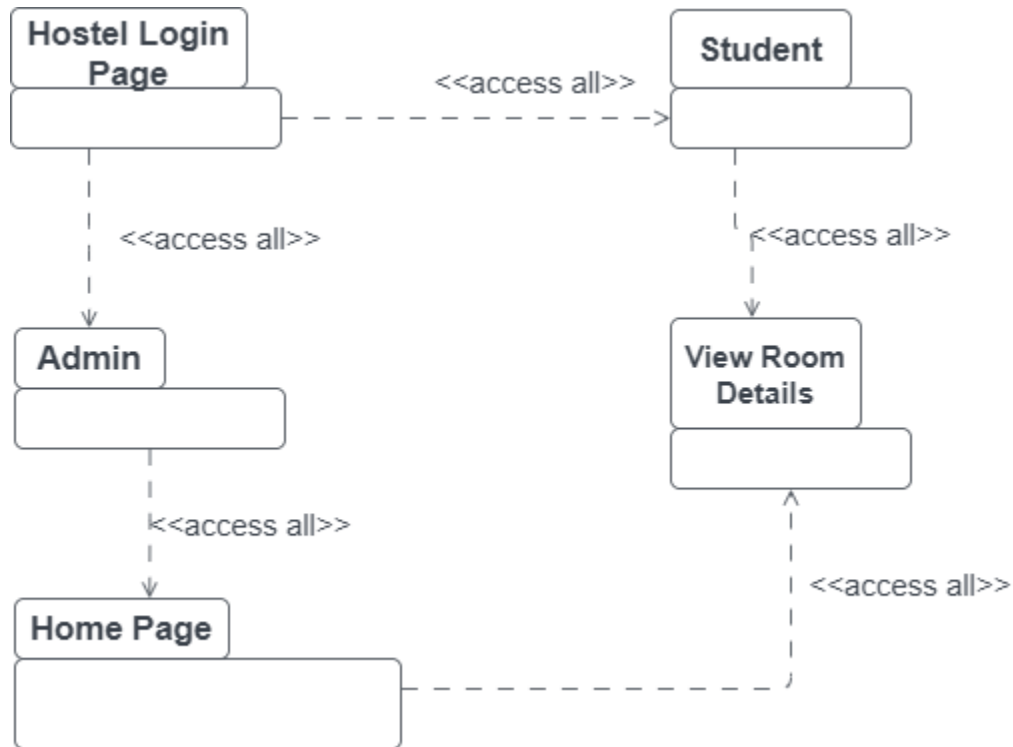 Hostel Login
Page
<<access all>>
Student
<<access all>>
<<access all>>
Admin
View Room
Details
<<access all>>
<<access all>>
Home Page